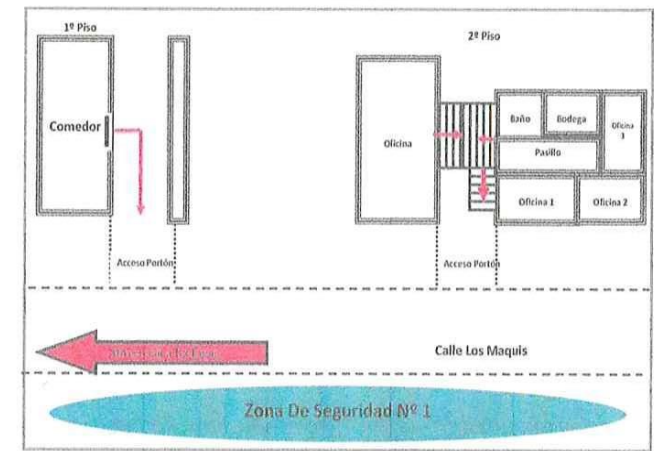 1º Piso
2º Piso
Comedor
Oficina
Baño
Bodega
Oficina
3
Pasillo
Oficina 1
Oficina 2
Acceso Portón
Acceso Portón
Calle Los Maquis
Zona De Seguridad Nº 1